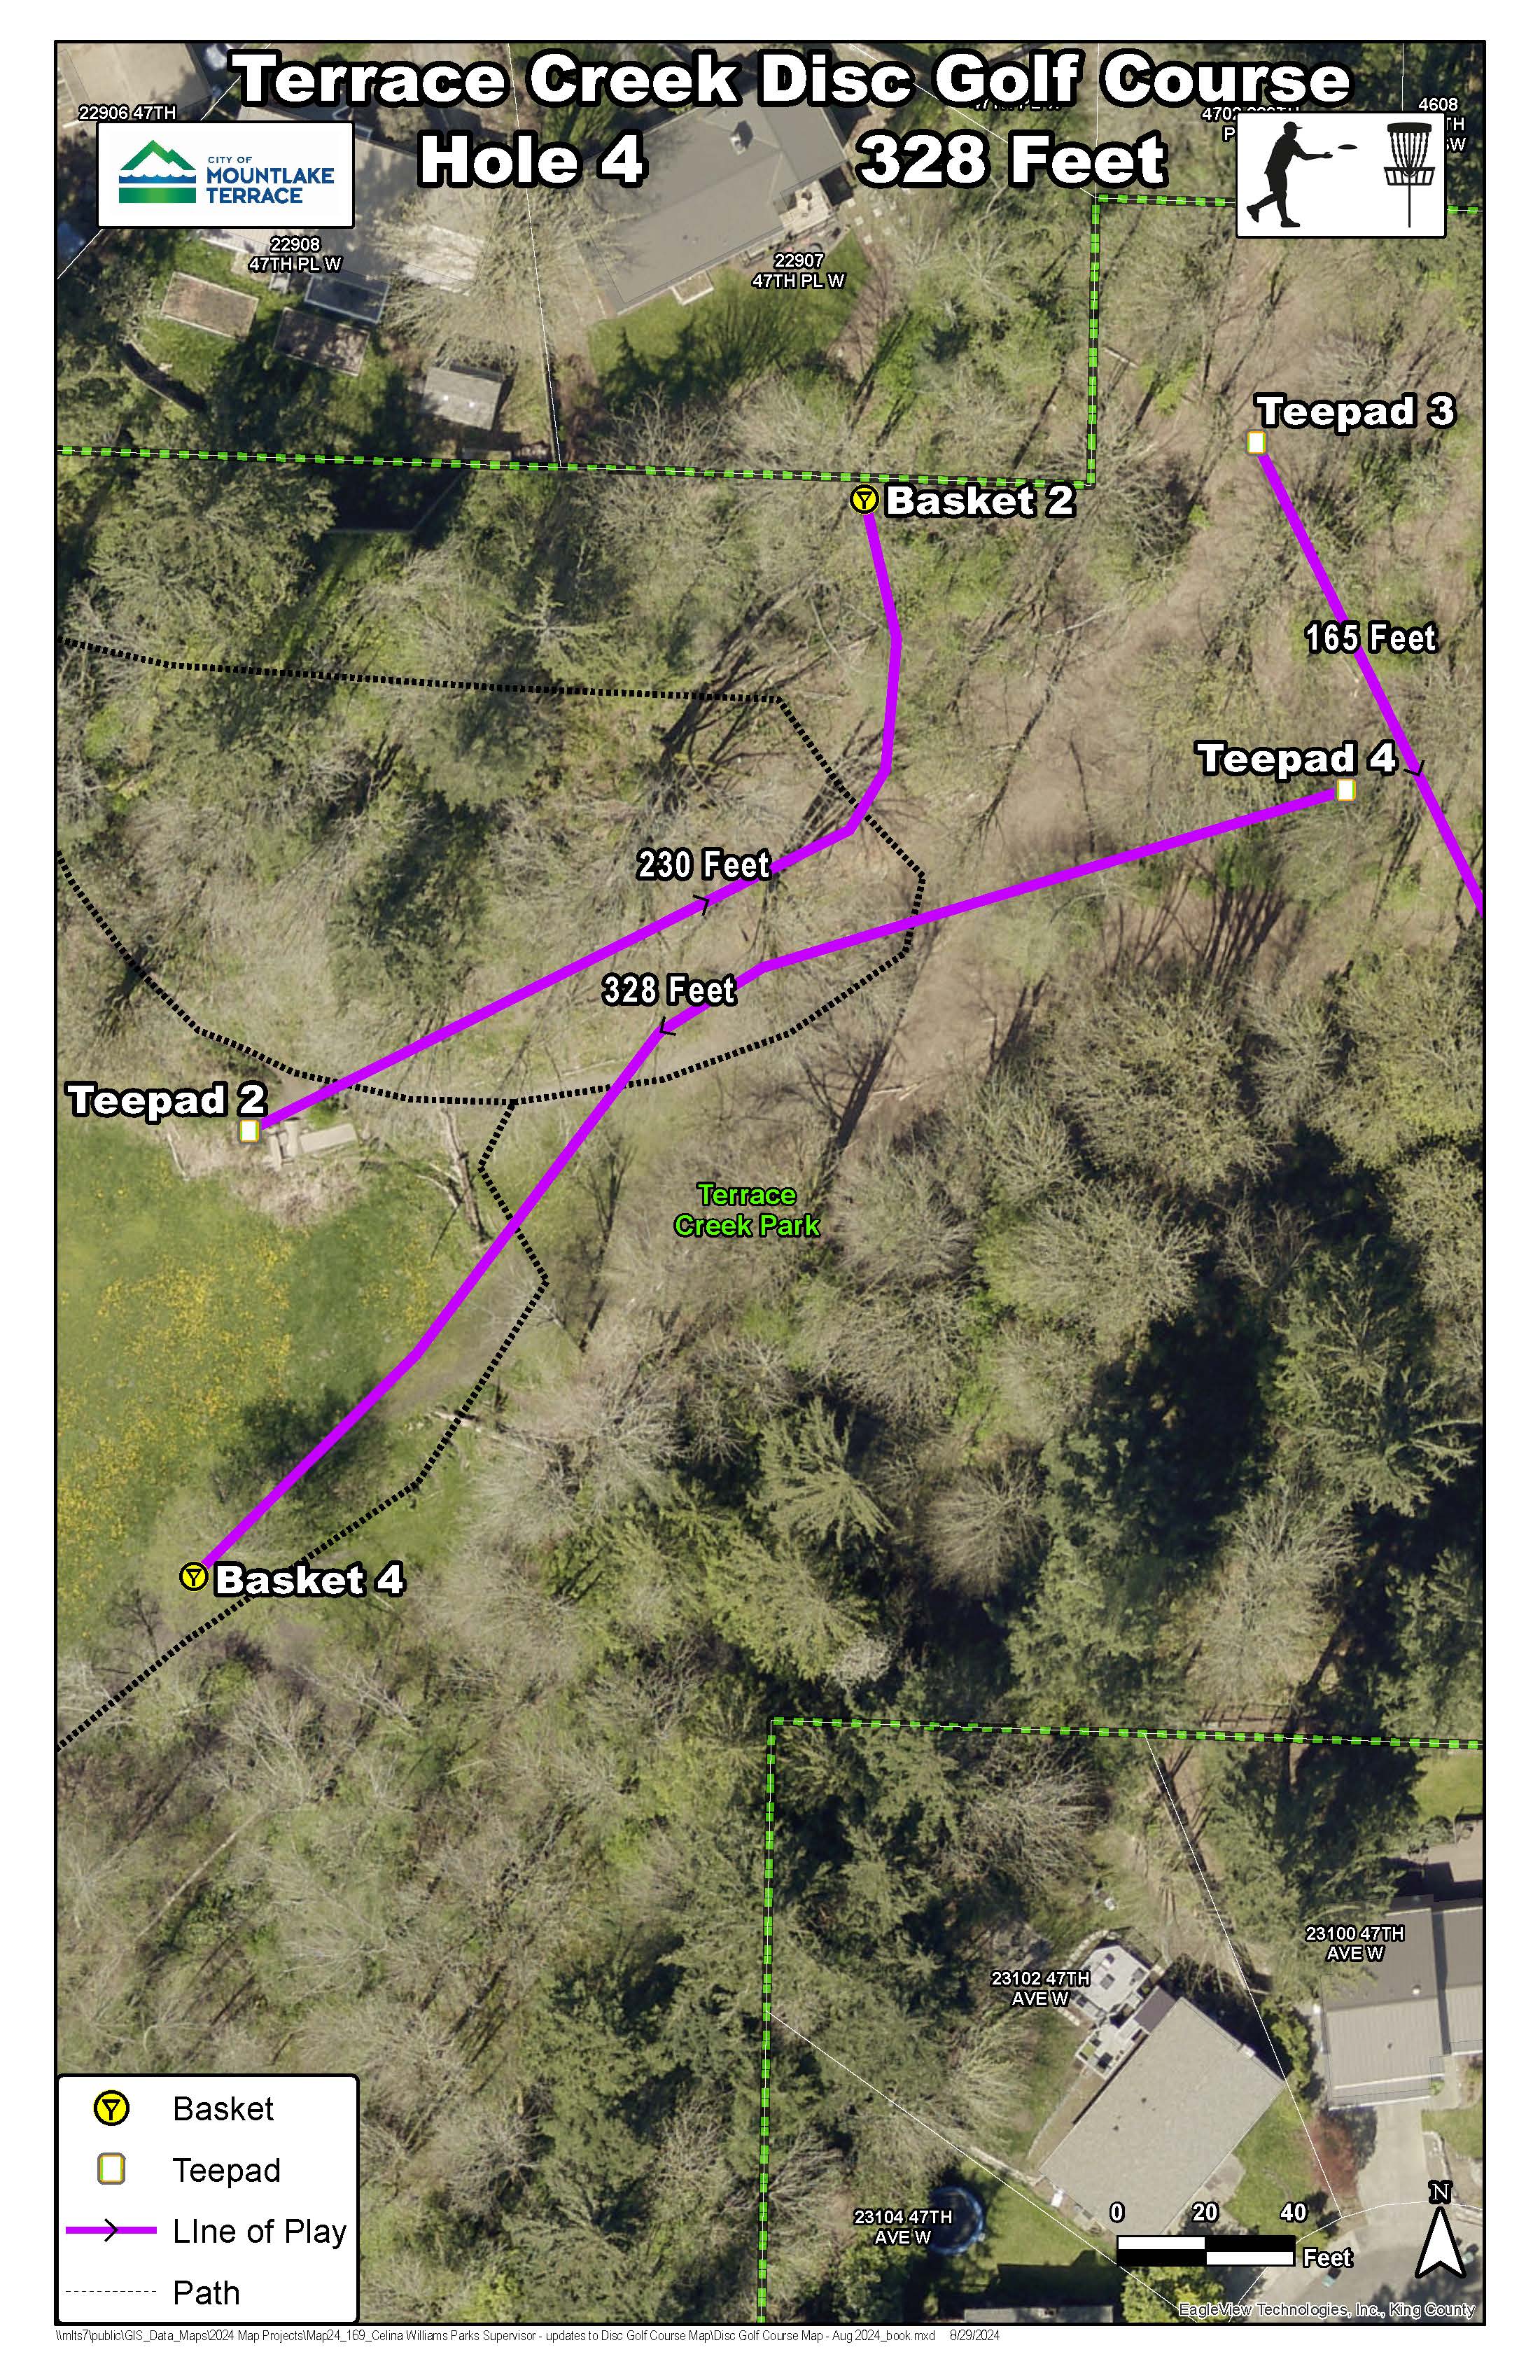 Terrace Creek Disc Golf Course
Hole 4 328 Feet
22906 47TH
4608
CITY OF
MOUNTLAKE
TERRACE
22908
47TH PL W
22907
47TH PL W
Teepad 3
Basket 2
165 Feet
Teepad 4
230 Feet
328 Feet
Teepad 2
Terrace
Creek Park
Basket 4
23100 47TH
AVE W
23102 47TH
AVE W
23104 47TH
AVE W
Basket
Teepad
LIne of Play
Path
0 20 40
Feet
N
EagleView Technologies, Inc., King County
\\mlts7\public\GIS_Data_Maps\2024 Map Projects\Map24_169_Celina Williams Parks Supervisor - updates to Disc Golf Course Map\Disc Golf Course Map - Aug 2024_book.mxd 8/29/2024